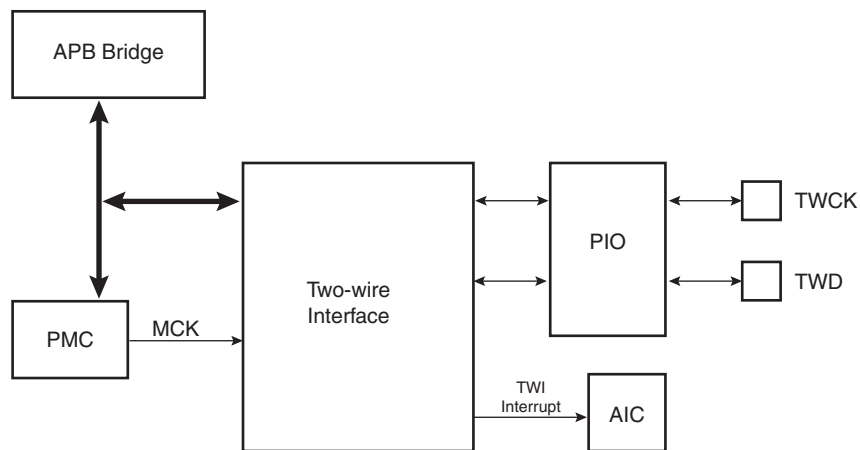 APB Bridge
TWCK
PIO
TWD
Two-wire
Interface
MCK
PMC
TWI
Interrupt
AIC